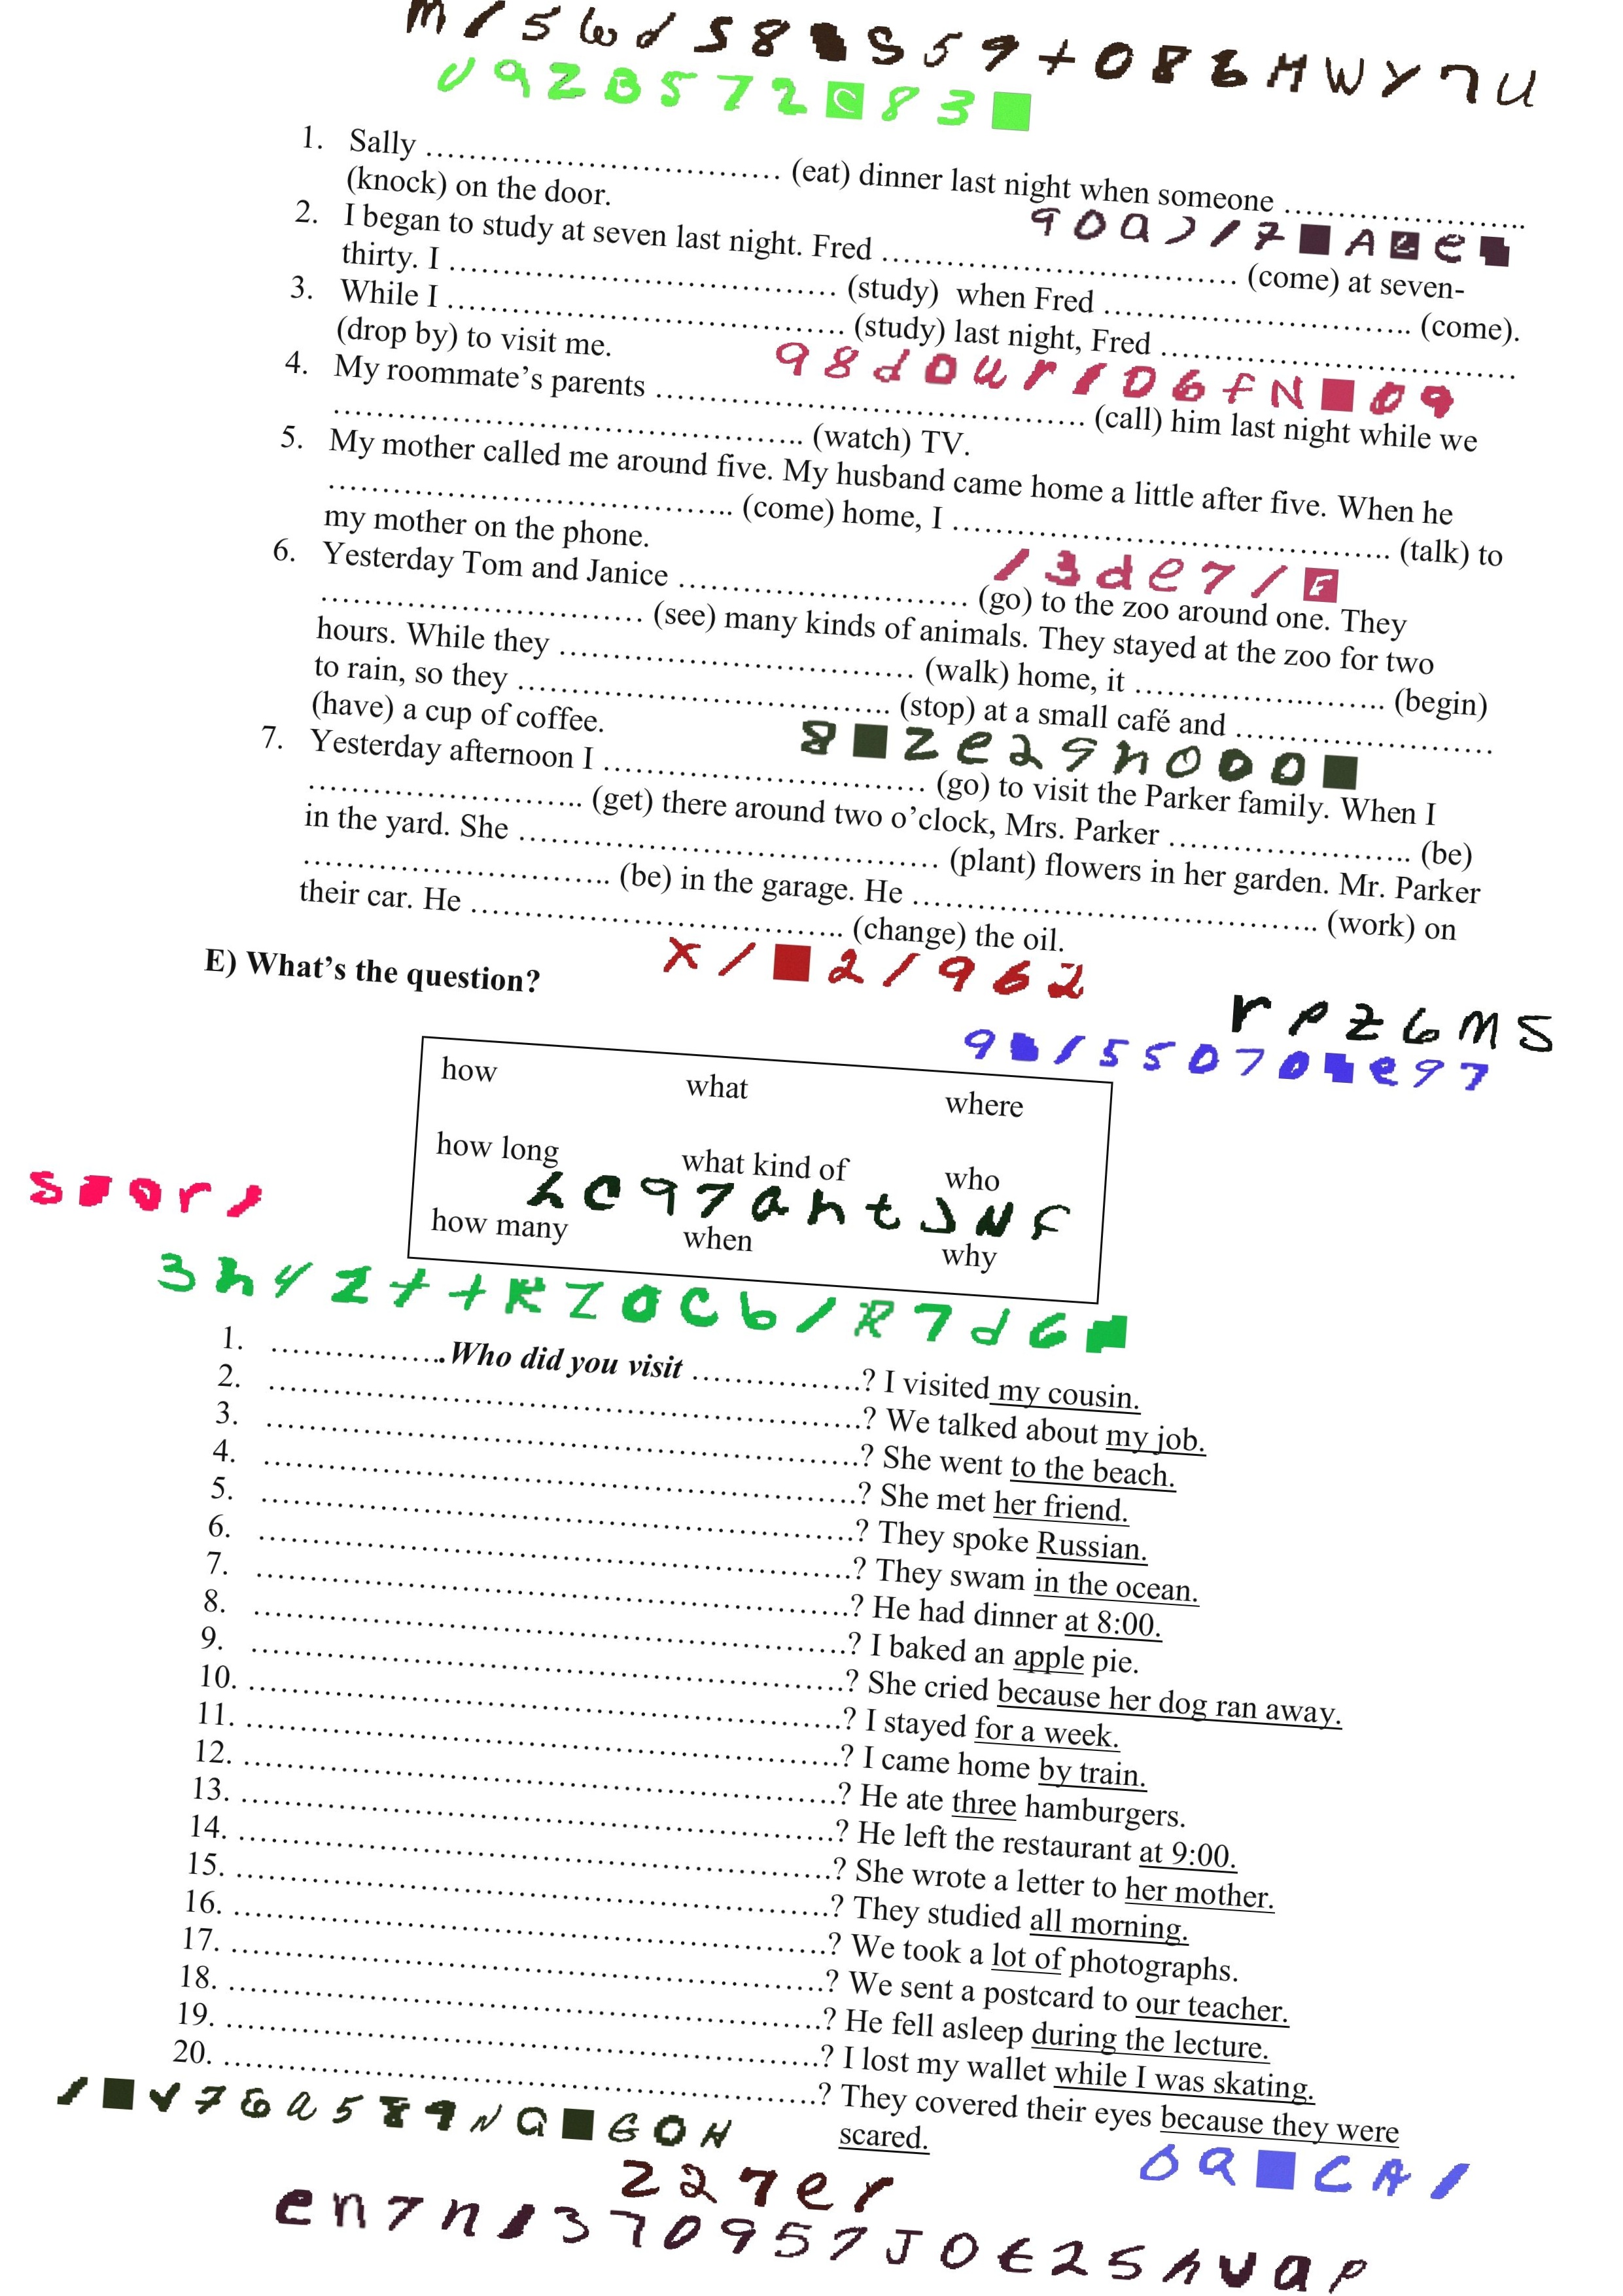 1. Sally .................................... (eat) dinner last night when someone ..........................
(knock) on the door.
2. I began to study at seven last night. Fred .................................... (come) at seven-
thirty. I .................................... (study) when Fred .............................. (come).
3. While I .................................... (study) last night, Fred ....................................
(drop by) to visit me.
4. My roommate's parents .......................................... (call) him last night while we
.............................................. (watch) TV.
5. My mother called me around five. My husband came home a little after five. When he
........................................ (come) home, I .......................................... (talk) to
my mother on the phone.
6. Yesterday Tom and Janice .............................. (go) to the zoo around one. They
................................ (see) many kinds of animals. They stayed at the zoo for two
hours. While they .................................... (walk) home, it .......................... (begin)
to rain, so they .................................... (stop) at a small café and ..........................
(have) a cup of coffee.
7. Yesterday afternoon I ................................ (go) to visit the Parker family. When I
............................ (get) there around two o'clock, Mrs. Parker ........................ (be)
in the yard. She .......................................... (plant) flowers in her garden. Mr. Parker
.............................. (be) in the garage. He ........................................ (work) on
their car. He .................................... (change) the oil.
E) What's the question?
how what where
how long what kind of who
how many when why
1. .................Who did you visit ................? I visited my cousin.
2. ............................................................? We talked about my job.
3. ............................................................? She went to the beach.
4. ............................................................? She met her friend.
5. ............................................................? They spoke Russian.
6. ............................................................? They swam in the ocean.
7. ............................................................? He had dinner at 8:00.
8. ............................................................? I baked an apple pie.
9. ............................................................? She cried because her dog ran away.
10. ............................................................? I stayed for a week.
11. ............................................................? I came home by train.
12. ............................................................? He ate three hamburgers.
13. ............................................................? He left the restaurant at 9:00.
14. ............................................................? She wrote a letter to her mother.
15. ............................................................? They studied all morning.
16. ............................................................? We took a lot of photographs.
17. ............................................................? We sent a postcard to our teacher.
18. ............................................................? He fell asleep during the lecture.
19. ............................................................? I lost my wallet while I was skating.
20. ............................................................? They covered their eyes because they were
scared.